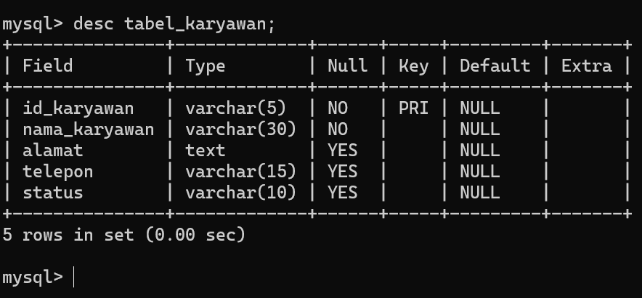 mysql> desc tabel_karyawan;
+---------------+-------------+------+-----+---------+-------+
| Field         | Type        | Null | Key | Default | Extra |
+---------------+-------------+------+-----+---------+-------+
| id_karyawan   | varchar(5)  | NO   | PRI | NULL    |       |
| nama_karyawan | varchar(30) | NO   |     | NULL    |       |
| alamat        | text        | YES  |     | NULL    |       |
| telepon       | varchar(15) | YES  |     | NULL    |       |
| status        | varchar(10) | YES  |     | NULL    |       |
+---------------+-------------+------+-----+---------+-------+
5 rows in set (0.00 sec)
mysql>